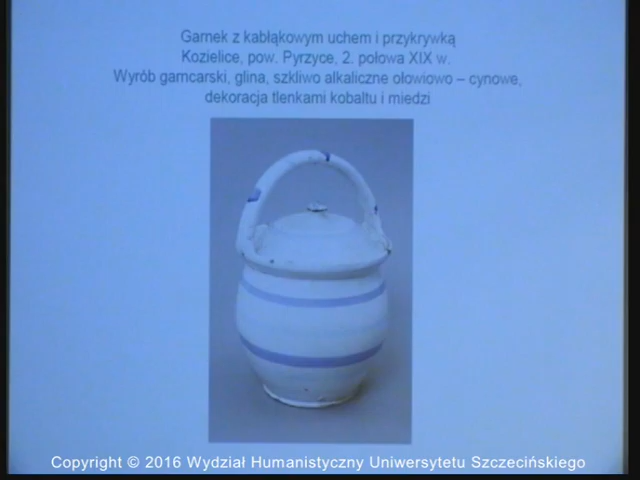 Garnek z kabłąkowym uchem i przykrywką
Kozielice, pow. Pyrzyce, 2. połowa XIX w.
Wyrób garncarski, glina, szkliwo alkaliczne ołowiowo – cynowe,
dekoracja tlenkami kobaltu i miedzi
Copyright © 2016 Wydział Humanistyczny Uniwersytetu Szczecińskiego